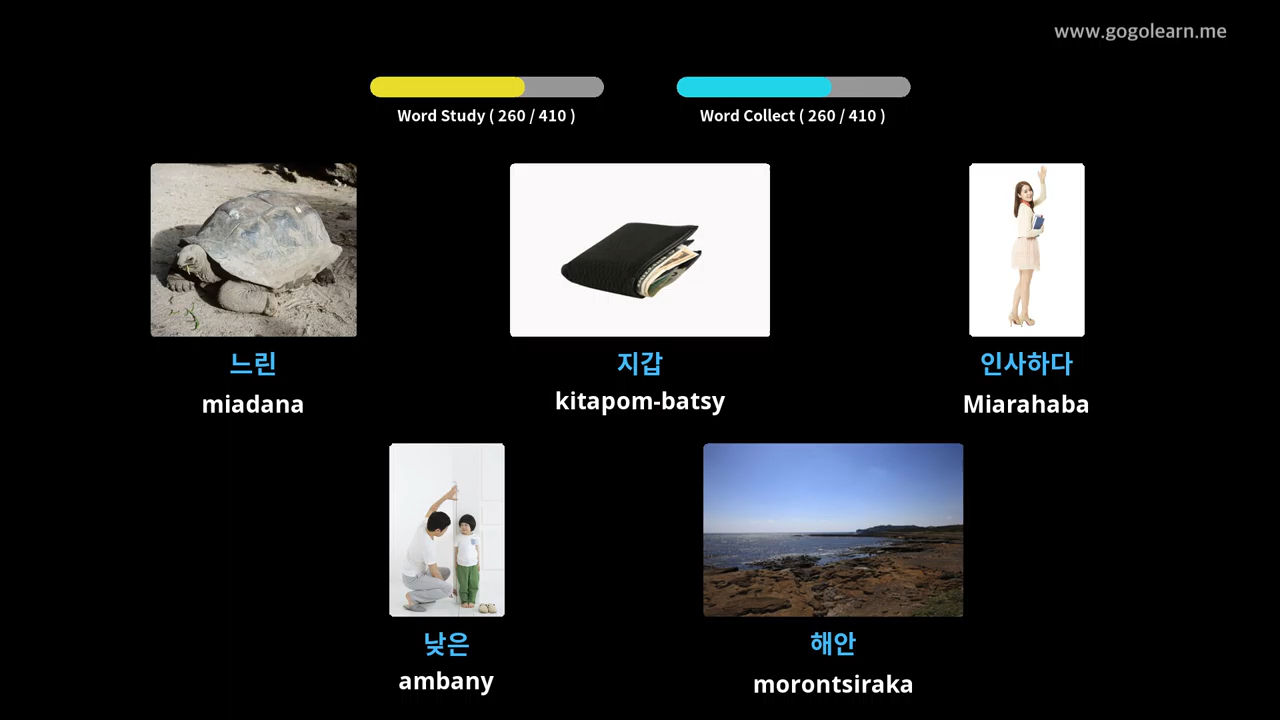 www.gogolearn.me
Word Study ( 260 / 410 )
Word Collect ( 260 / 410 )
느린
지갑
인사하다
miadana
kitapom-batsy
Miarahaba
낮은
해안
ambany
morontsiraka